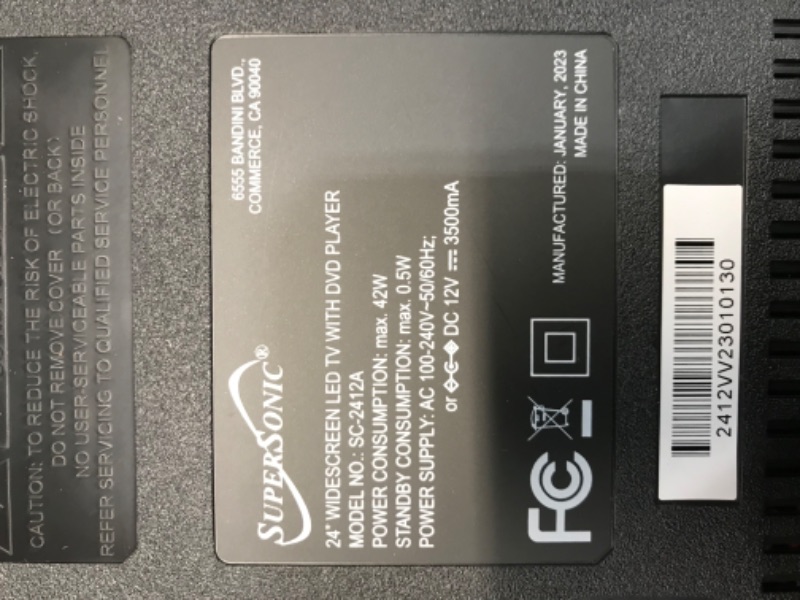 CAUTION: TO REDUCE THE RISK OF ELECTRIC SHOCK,
DO NOT REMOVE COVER (OR BACK)
NO USER-SERVICEABLE PARTS INSIDE
REFER SERVICING TO QUALIFIED SERVICE PERSONNEL
SUPERSONIC®
6555 BANDINI BLVD.,
COMMERCE, CA 90040
24" WIDESCREEN LED TV WITH DVD PLAYER
MODEL NO.: SC-2412A
POWER CONSUMPTION: max. 42W
STANDBY CONSUMPTION: max. 0.5W
POWER SUPPLY: AC 100-240V~50/60Hz;
or DC 12V ⎓ 3500mA
FC
MANUFACTURED: JANUARY, 2023
MADE IN CHINA
2412VV23010130